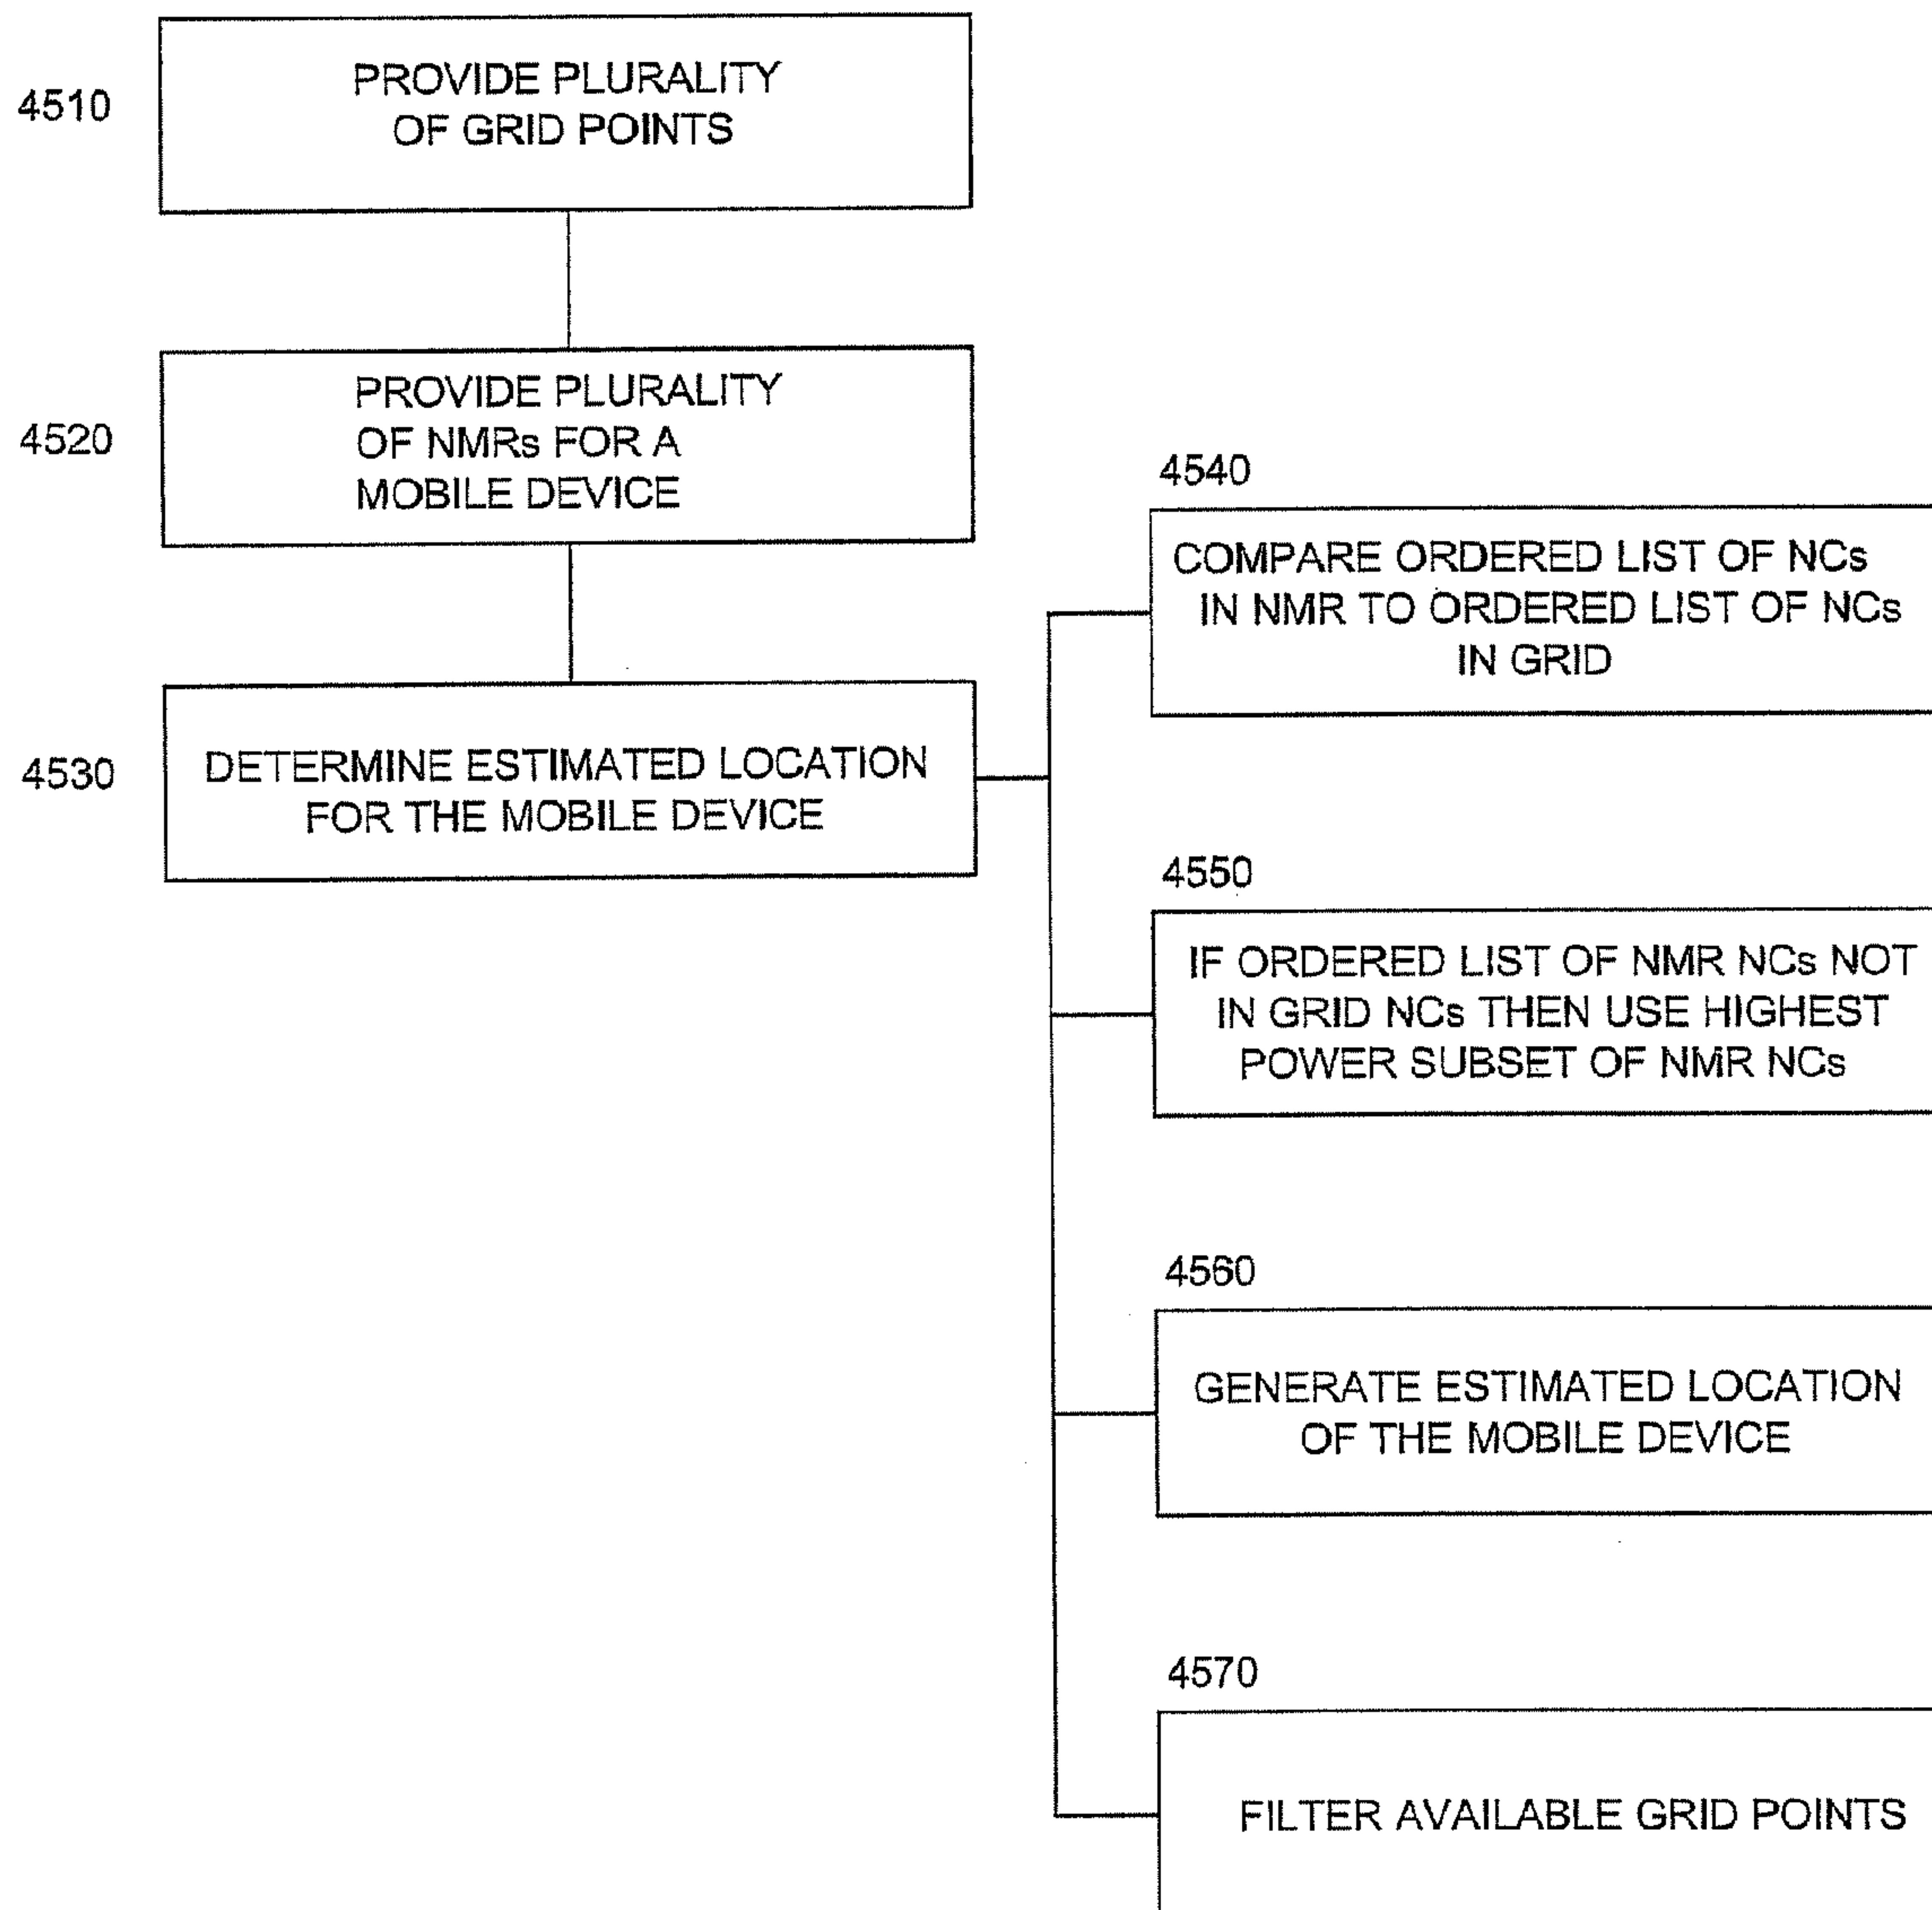 4510
PROVIDE PLURALITY
OF GRID POINTS
4520
PROVIDE PLURALITY
OF NMRs FOR A
MOBILE DEVICE
4530
DETERMINE ESTIMATED LOCATION
FOR THE MOBILE DEVICE
4540
COMPARE ORDERED LIST OF NCs
IN NMR TO ORDERED LIST OF NCs
IN GRID
4550
IF ORDERED LIST OF NMR NCs NOT
IN GRID NCs THEN USE HIGHEST
POWER SUBSET OF NMR NCs
4560
GENERATE ESTIMATED LOCATION
OF THE MOBILE DEVICE
4570
FILTER AVAILABLE GRID POINTS